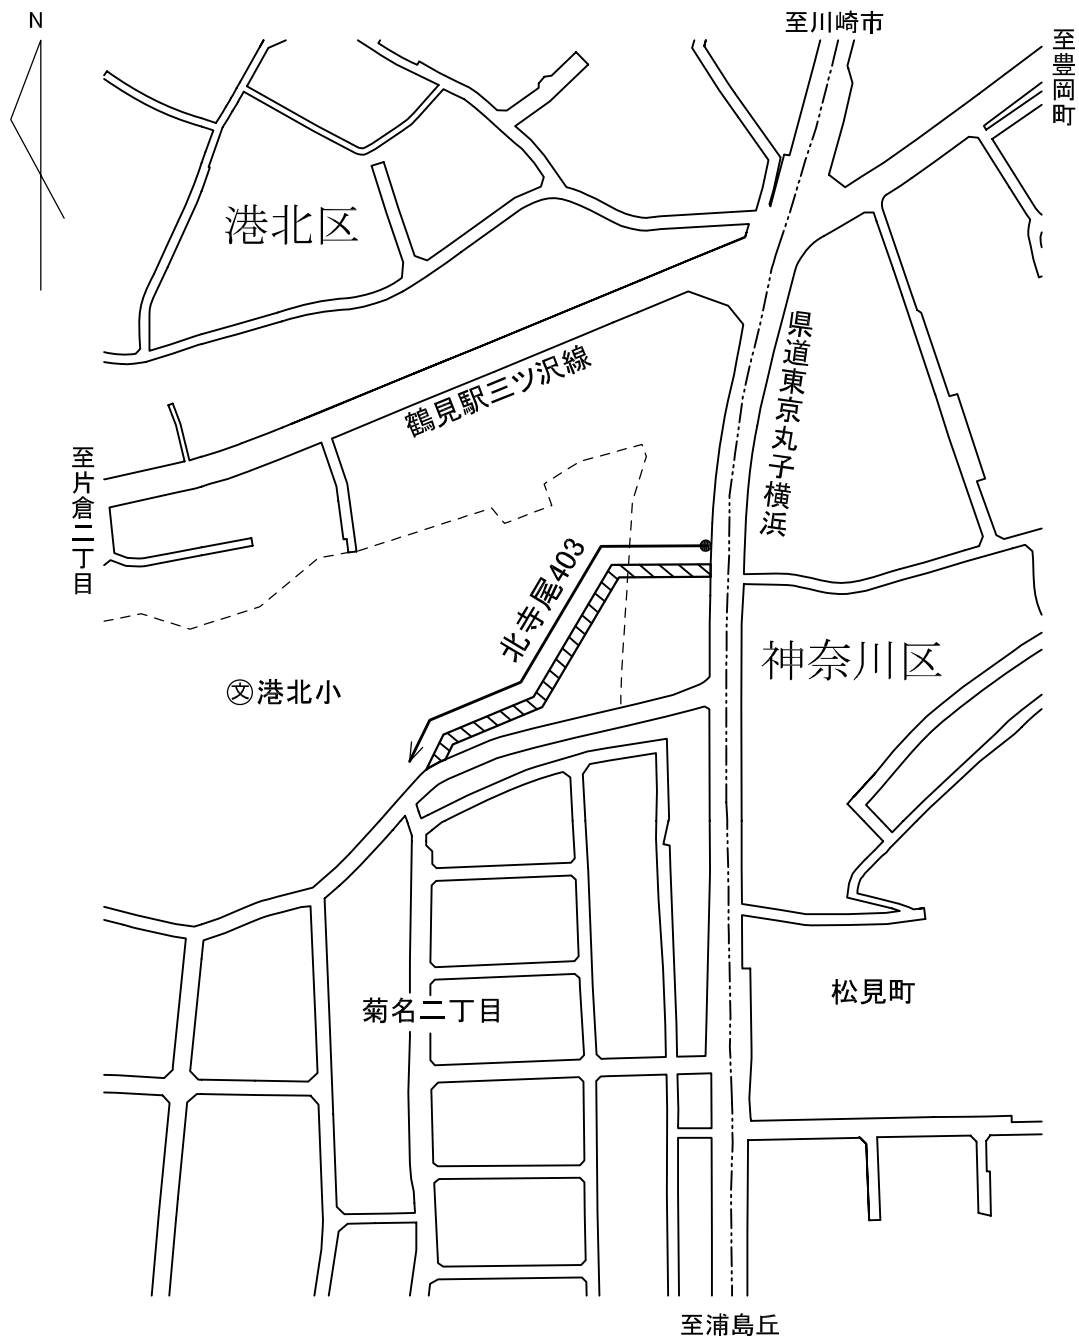 N
至川崎市
至豊岡町
港北区
県道東京丸子横浜
鶴見駅三ツ沢線
至片倉二丁目
北寺尾403
神奈川区
文港北小
松見町
菊名二丁目
至浦島丘